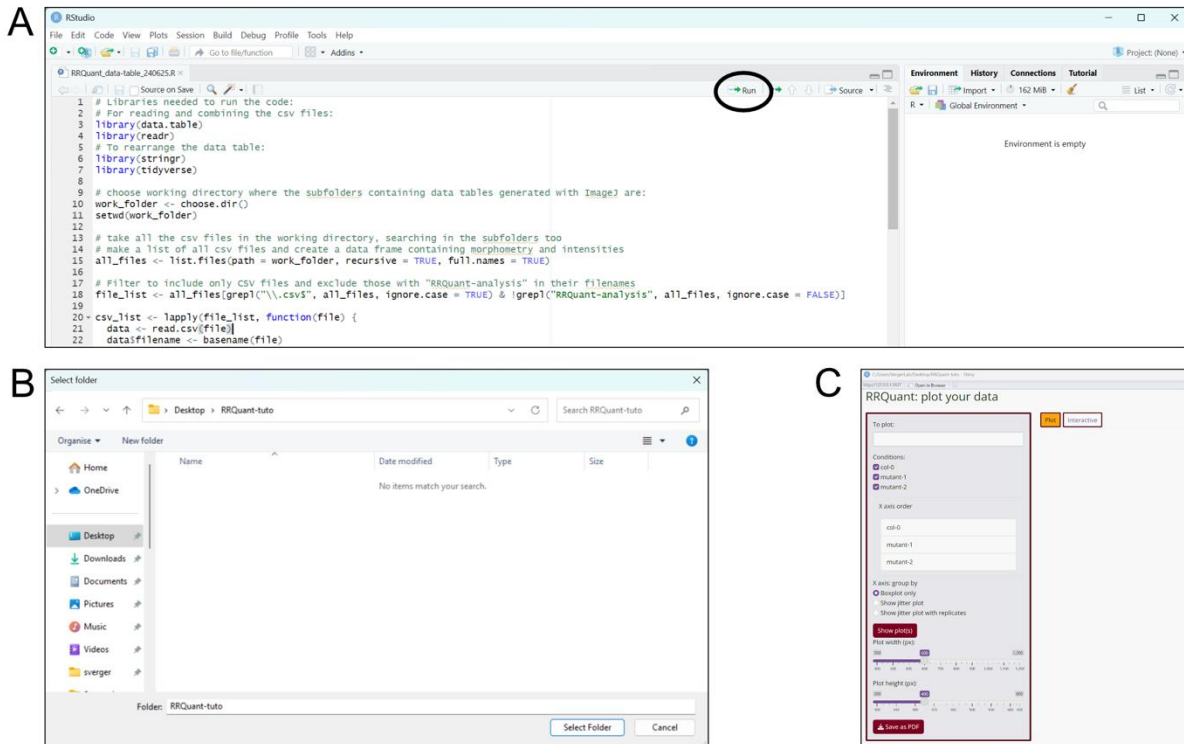 A
RStudio
File Edit Code View Plots Session Build Debug Profile Tools Help
Go to file/function Addins Project: (None)
RRQuant_data-table_240625.R
Source on Save Run Source
1 # Libraries needed to run the code:
2 # For reading and combining the csv files:
3 library(data.table)
4 library(readr)
5 # To rearrange the data table:
6 library(stringr)
7 library(tidyverse)
8
9 # choose working directory where the subfolders containing data tables generated with ImageJ are:
10 work_folder <- choose.dir()
11 setwd(work_folder)
12
13 # take all the csv files in the working directory, searching in the subfolders too
14 # make a list of all csv files and create a data frame containing morphometry and intensities
15 all_files <- list.files(path = work_folder, recursive = TRUE, full.names = TRUE)
16
17 # Filter to include only CSV files and exclude those with "RRQuant-analysis" in their filenames
18 file_list <- all_files[grepl("\\.csv$", all_files, ignore.case = TRUE) & !grepl("RRQuant-analysis", all_files, ignore.case = FALSE)]
19
20 csv_list <- lapply(file_list, function(file) {
21 data <- read.csv(file)
22 data$filename <- basename(file)
Environment History Connections Tutorial
Import 162 MiB List
R Global Environment
Environment is empty
B
Select folder
Desktop > RRQuant-tuto Search RRQuant-tuto
Organise New folder
Name Date modified Type Size
No items match your search.
Home
OneDrive
Desktop
Downloads
Documents
Pictures
Music
Videos
sverger
Folder: RRQuant-tuto
Select Folder Cancel
C
Open in Browser
RRQuant: plot your data
To plot:
Conditions:
col-0
mutant-1
mutant-2
X axis order
col-0
mutant-1
mutant-2
X axis: group by
Boxplot only
Show jitter plot
Show jitter plot with replicates
Show plot(s)
Plot width (px):
Plot height (px):
Save as PDF
Plot Interactive